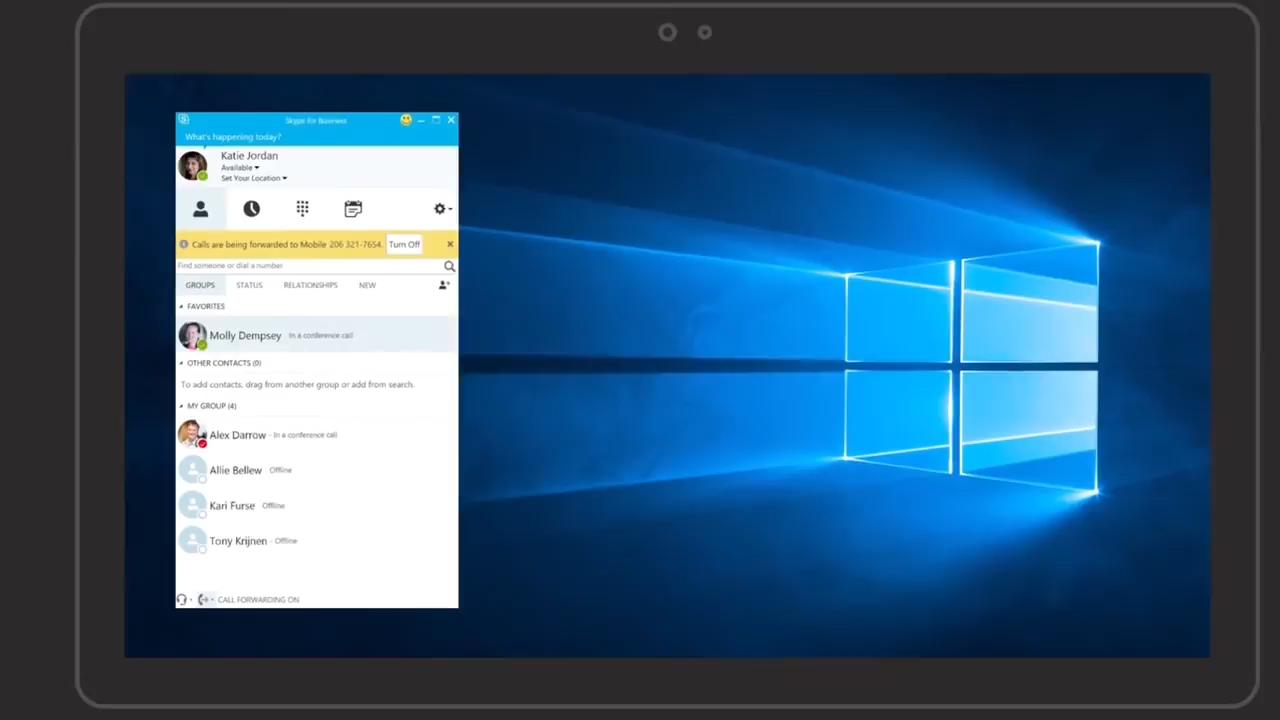 Skype for Business
What's happening today?
Katie Jordan
Available
Set Your Location
Calls are being forwarded to Mobile 206 321-7654. Turn Off
Find someone or dial a number
GROUPS STATUS RELATIONSHIPS NEW
FAVORITES
Molly Dempsey In a conference call
OTHER CONTACTS (0)
To add contacts, drag from another group or add from search.
MY GROUP (4)
Alex Darrow - In a conference call
Allie Bellew Offline
Kari Furse Offline
Tony Krijnen - Offline
CALL FORWARDING ON